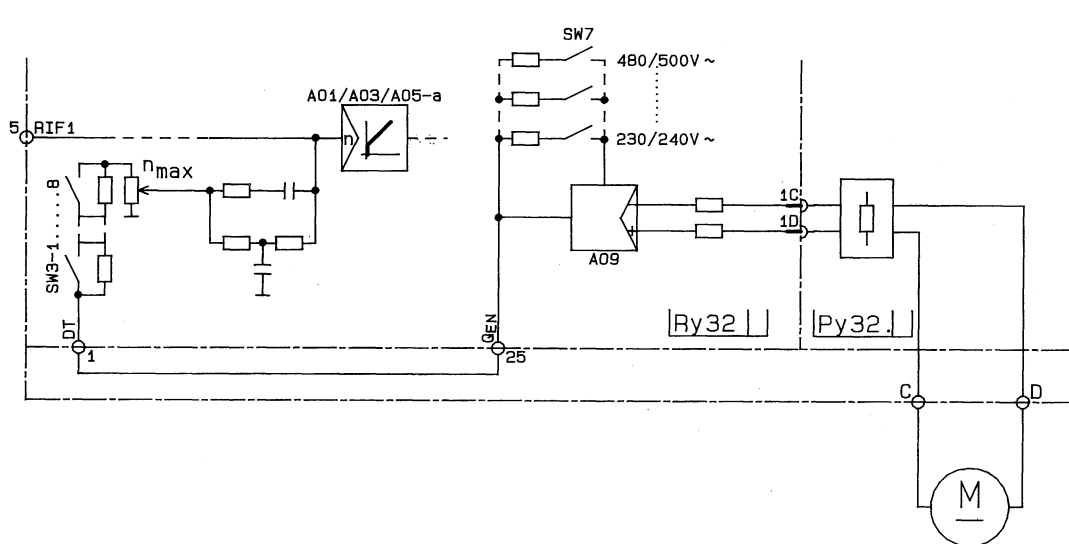 SW7
480/500V ~
A01/A03/A05-a
5 RIF1
n
230/240V ~
nmax
SW3-1.....8
1C
1D
+
A09
Ry32
Py32.
DT
1
GEN
25
C
D
M